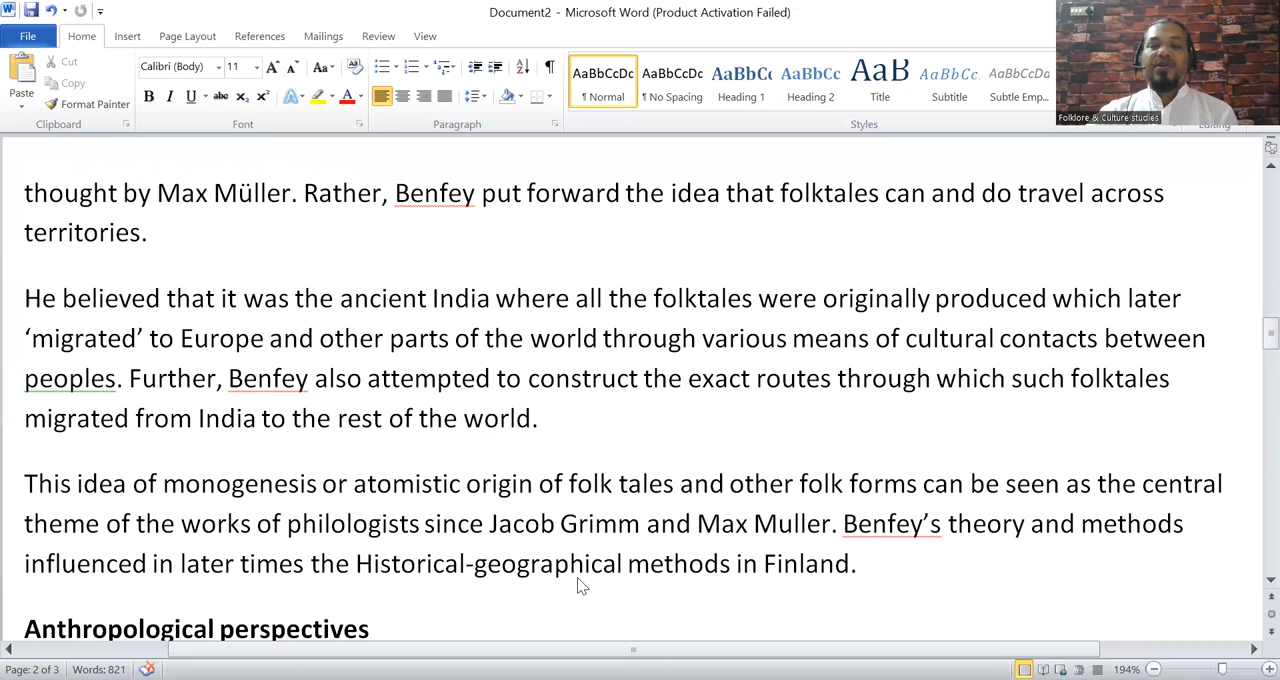 Document2 - Microsoft Word (Product Activation Failed)
File Home Insert Page Layout References Mailings Review View
Paste
Cut
Copy
Format Painter
Clipboard
Calibri (Body) 11
Font
Paragraph
AaBbCcDc AaBbCcDc AaBbC AaBbCc AaB AaBbCc. AaBbCcDa
¶ Normal ¶ No Spacing Heading 1 Heading 2 Title Subtitle Subtle Emp...
Styles
Folklore & Culture studies
thought by Max Müller. Rather, Benfey put forward the idea that folktales can and do travel across
territories.
He believed that it was the ancient India where all the folktales were originally produced which later
‘migrated’ to Europe and other parts of the world through various means of cultural contacts between
peoples. Further, Benfey also attempted to construct the exact routes through which such folktales
migrated from India to the rest of the world.
This idea of monogenesis or atomistic origin of folk tales and other folk forms can be seen as the central
theme of the works of philologists since Jacob Grimm and Max Muller. Benfey’s theory and methods
influenced in later times the Historical-geographical methods in Finland.
Anthropological perspectives
Page: 2 of 3 Words: 821 194%